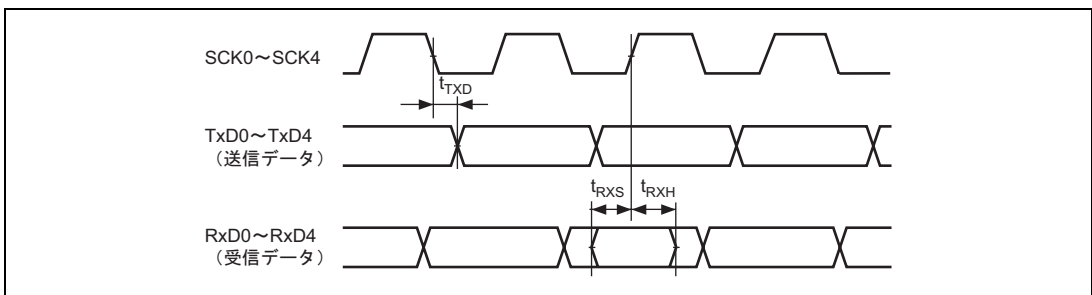 SCK0～SCK4
tTXD
TxD0～TxD4
（送信データ）
tRXS tRXH
RxD0～RxD4
（受信データ）